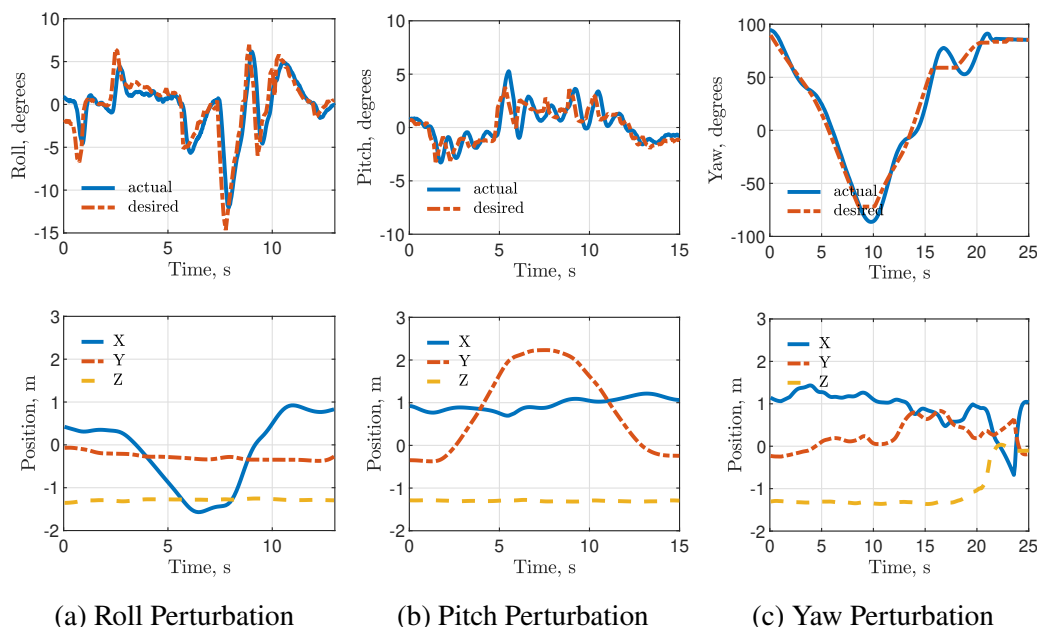 10
5
0
-5
-10
-15
Roll, degrees
actual
desired
0 5 10
Time, s
10
5
0
-5
-10
Pitch, degrees
actual
desired
0 5 10 15
Time, s
100
50
0
-50
-100
Yaw, degrees
actual
desired
0 5 10 15 20 25
Time, s
3
2
1
0
-1
-2
Position, m
X
Y
Z
0 5 10
Time, s
3
2
1
0
-1
-2
Position, m
X
Y
Z
0 5 10 15
Time, s
3
2
1
0
-1
-2
Position, m
X
Y
Z
0 5 10 15 20 25
Time, s
(a) Roll Perturbation
(b) Pitch Perturbation
(c) Yaw Perturbation